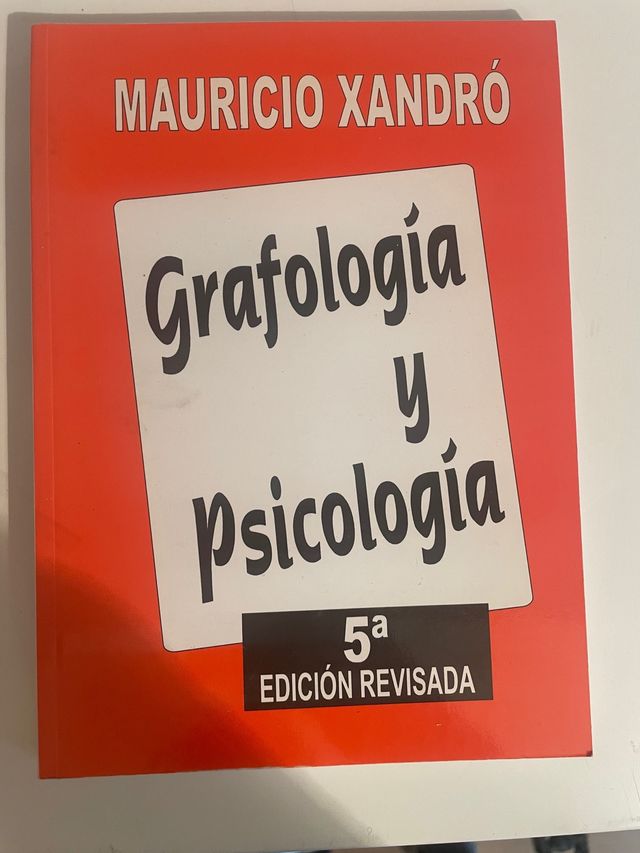 MAURICIO XANDRÓ
Grafología
y
Psicología
5ª
EDICIÓN REVISADA